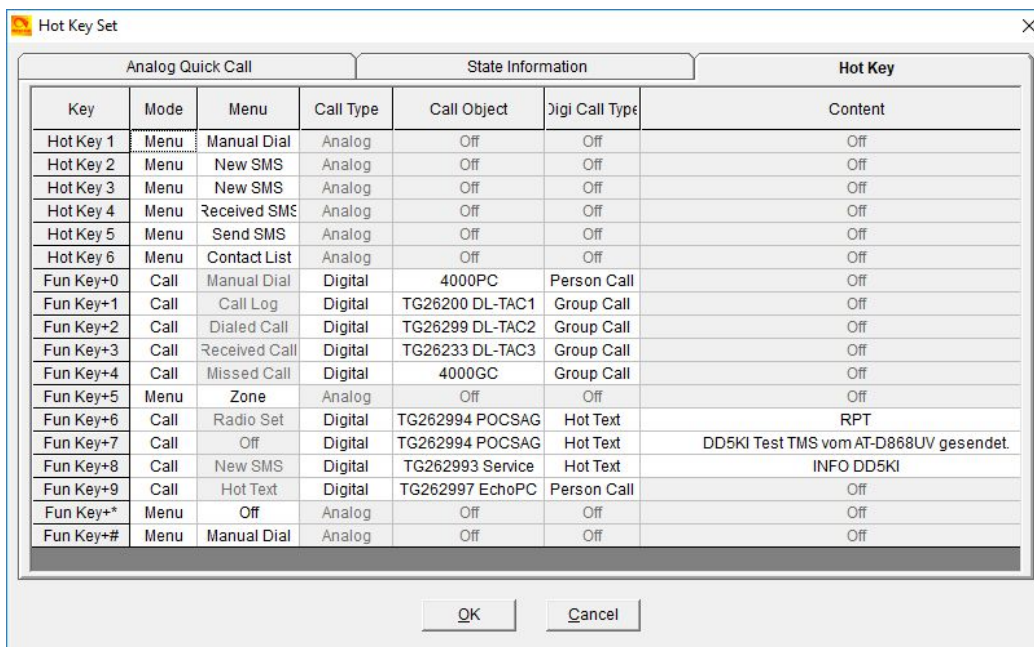 Hot Key Set
Analog Quick Call State Information Hot Key
Key Mode Menu Call Type Call Object Digi Call Type Content
Hot Key 1 Menu Manual Dial Analog Off Off Off
Hot Key 2 Menu New SMS Analog Off Off Off
Hot Key 3 Menu New SMS Analog Off Off Off
Hot Key 4 Menu Received SMS Analog Off Off Off
Hot Key 5 Menu Send SMS Analog Off Off Off
Hot Key 6 Menu Contact List Analog Off Off Off
Fun Key+0 Call Manual Dial Digital 4000PC Person Call Off
Fun Key+1 Call Call Log Digital TG26200 DL-TAC1 Group Call Off
Fun Key+2 Call Dialed Call Digital TG26299 DL-TAC2 Group Call Off
Fun Key+3 Call Received Call Digital TG26233 DL-TAC3 Group Call Off
Fun Key+4 Call Missed Call Digital 4000GC Group Call Off
Fun Key+5 Menu Zone Analog Off Off Off
Fun Key+6 Call Radio Set Digital TG262994 POCSAG Hot Text RPT
Fun Key+7 Call Off Digital TG262994 POCSAG Hot Text DD5KI Test TMS vom AT-D868UV gesendet.
Fun Key+8 Call New SMS Digital TG262993 Service Hot Text INFO DD5KI
Fun Key+9 Call Hot Text Digital TG262997 EchoPC Person Call Off
Fun Key+* Menu Off Analog Off Off Off
Fun Key+# Menu Manual Dial Analog Off Off Off
OK Cancel